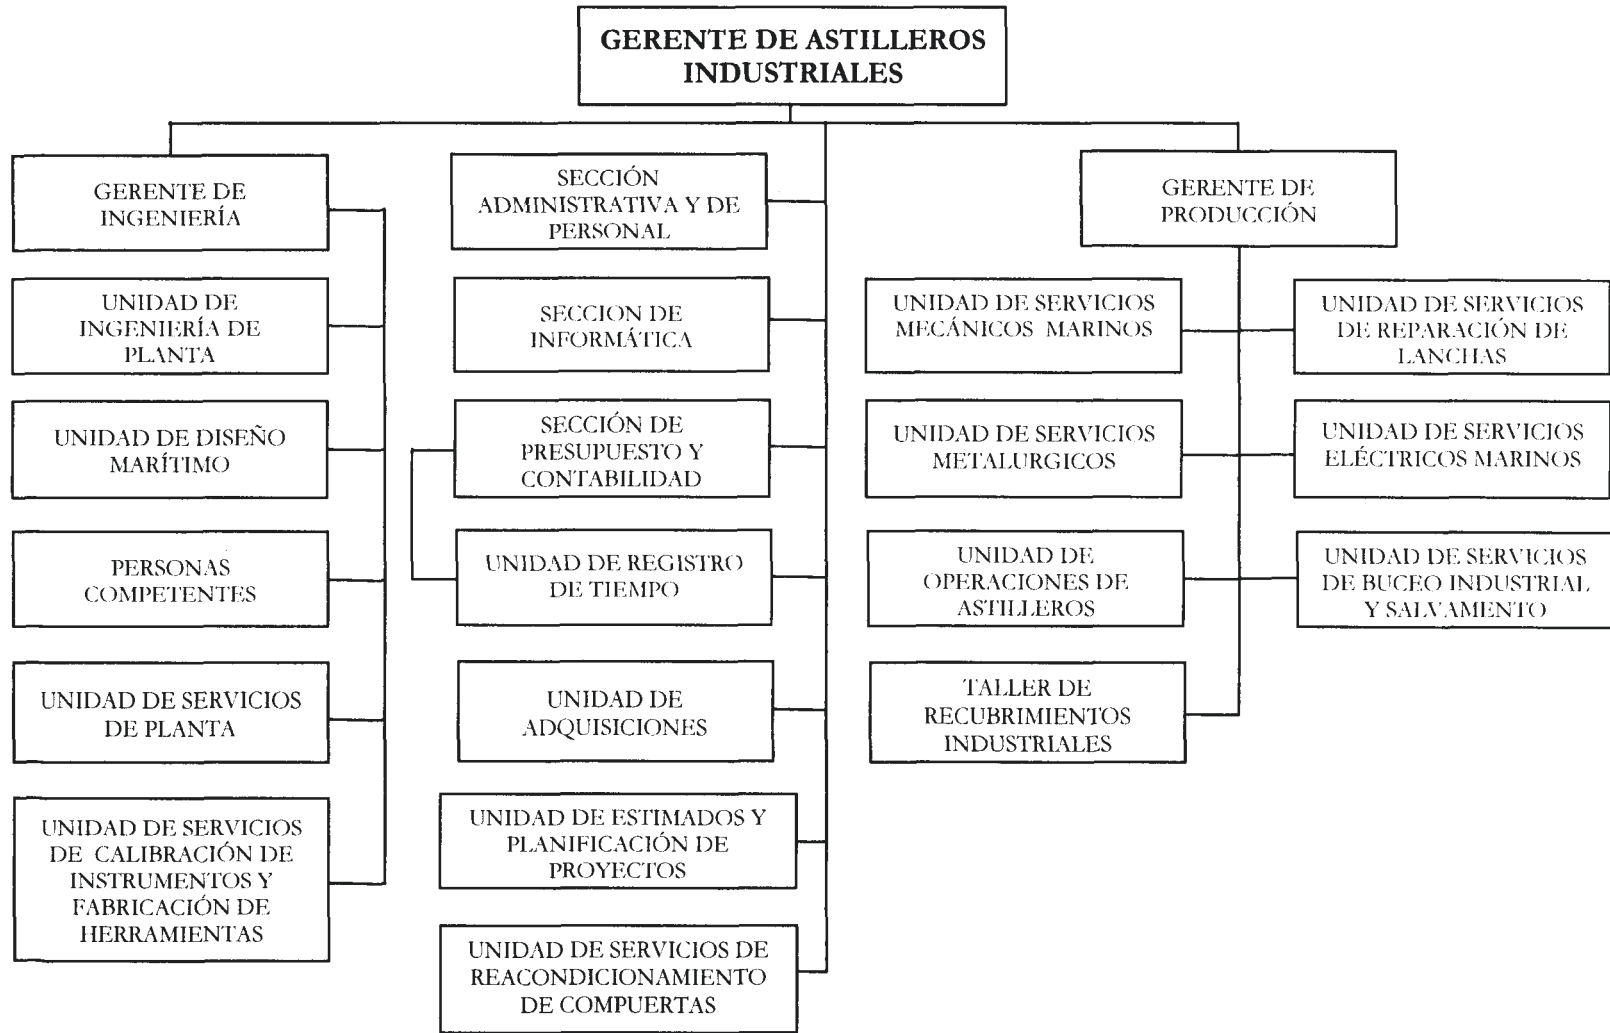 GERENTE DE ASTILLEROS
INDUSTRIALES
GERENTE DE
INGENIERÍA
UNIDAD DE
INGENIERÍA DE
PLANTA
UNIDAD DE DISEÑO
MARÍTIMO
PERSONAS
COMPETENTES
UNIDAD DE SERVICIOS
DE PLANTA
UNIDAD DE SERVICIOS
DE CALIBRACIÓN DE
INSTRUMENTOS Y
FABRICACIÓN DE
HERRAMIENTAS
SECCIÓN
ADMINISTRATIVA Y DE
PERSONAL
SECCION DE
INFORMÁTICA
SECCIÓN DE
PRESUPUESTO Y
CONTABILIDAD
UNIDAD DE REGISTRO
DE TIEMPO
UNIDAD DE
ADQUISICIONES
UNIDAD DE ESTIMADOS Y
PLANIFICACIÓN DE
PROYECTOS
UNIDAD DE SERVICIOS DE
REACONDICIONAMIENTO
DE COMPUERTAS
GERENTE DE
PRODUCCIÓN
UNIDAD DE SERVICIOS
MECÁNICOS MARINOS
UNIDAD DE SERVICIOS
METALURGICOS
UNIDAD DE
OPERACIONES DE
ASTILLEROS
TALLER DE
RECUBRIMIENTOS
INDUSTRIALES
UNIDAD DE SERVICIOS
DE REPARACIÓN DE
LANCHAS
UNIDAD DE SERVICIOS
ELÉCTRICOS MARINOS
UNIDAD DE SERVICIOS
DE BUCEO INDUSTRIAL
Y SALVAMENTO